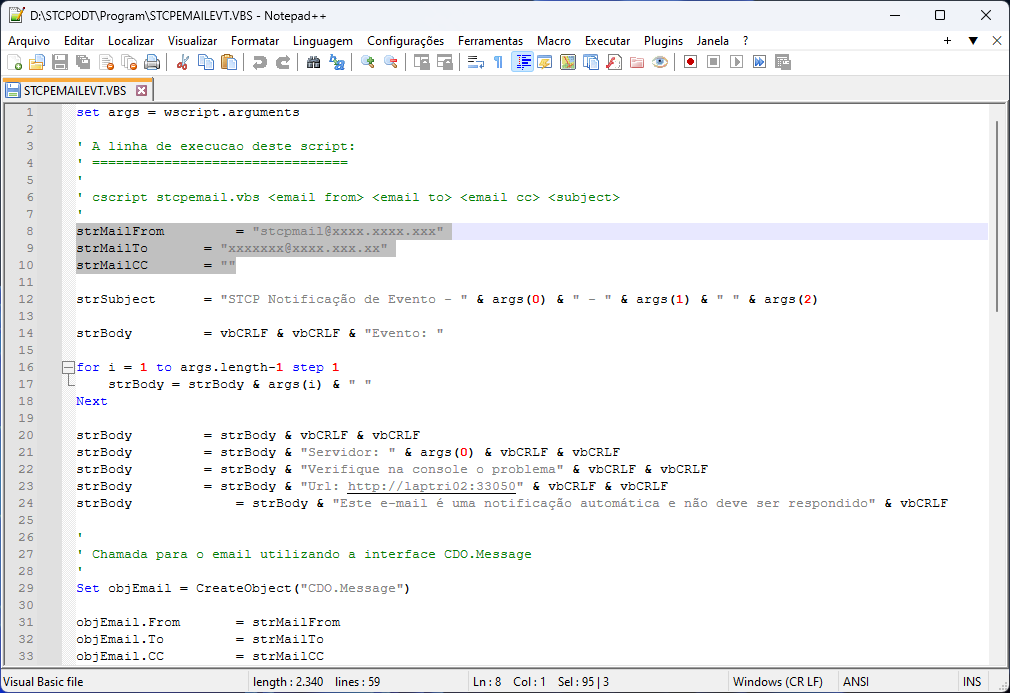 D:\STCPODT\Program\STCPEMAILEVT.VBS - Notepad++
Arquivo Editar Localizar Visualizar Formatar Linguagem Configurações Ferramentas Macro Executar Plugins Janela ?
STCPEMAILEVT.VBS
1 set args = wscript.arguments
2
3 ' A linha de execucao deste script:
4 ' ================================
5 '
6 ' cscript stcpemail.vbs <email from> <email to> <email cc> <subject>
7 '
8 strMailFrom = "stcpmail@xxxx.xxxx.xxx"
9 strMailTo = "xxxxxxx@xxxx.xxx.xx"
10 strMailCC = ""
11
12 strSubject = "STCP Notificação de Evento - " & args(0) & " - " & args(1) & " " & args(2)
13
14 strBody = vbCRLF & vbCRLF & "Evento: "
15
16 for i = 1 to args.length-1 step 1
17 strBody = strBody & args(i) & " "
18 Next
19
20 strBody = strBody & vbCRLF & vbCRLF
21 strBody = strBody & "Servidor: " & args(0) & vbCRLF & vbCRLF
22 strBody = strBody & "Verifique na console o problema" & vbCRLF & vbCRLF
23 strBody = strBody & "Url: http://laptri02:33050" & vbCRLF & vbCRLF
24 strBody = strBody & "Este e-mail é uma notificação automática e não deve ser respondido" & vbCRLF
25
26 '
27 ' Chamada para o email utilizando a interface CDO.Message
28 '
29 Set objEmail = CreateObject("CDO.Message")
30
31 objEmail.From = strMailFrom
32 objEmail.To = strMailTo
33 objEmail.CC = strMailCC
Visual Basic file length : 2.340 lines : 59 Ln : 8 Col : 1 Sel : 95 | 3 Windows (CR LF) ANSI INS